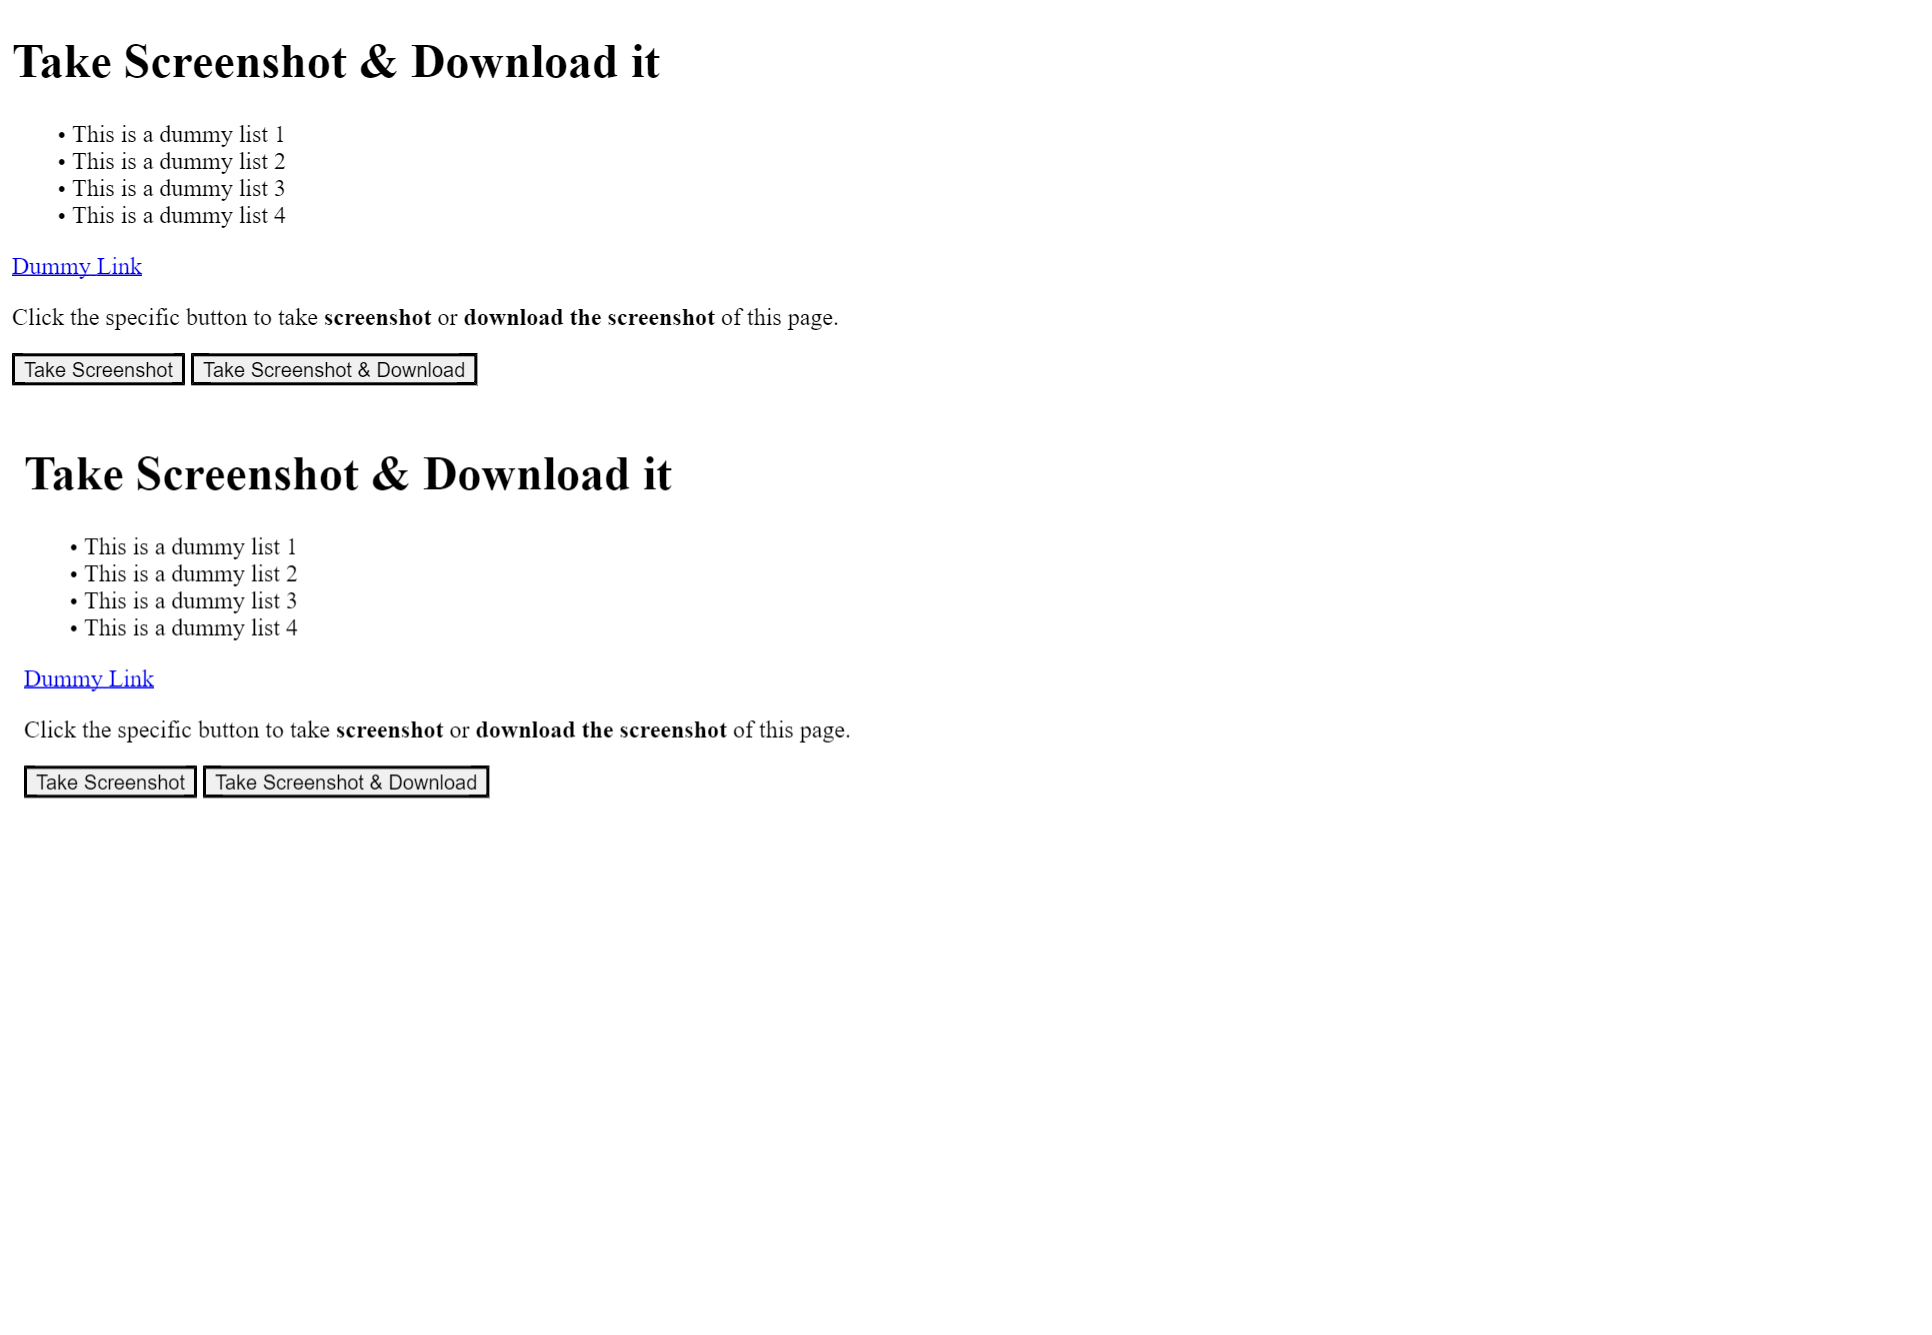 Take Screenshot & Download it
• This is a dummy list 1
• This is a dummy list 2
• This is a dummy list 3
• This is a dummy list 4
Dummy Link
Click the specific button to take screenshot or download the screenshot of this page.
Take Screenshot Take Screenshot & Download
Take Screenshot & Download it
• This is a dummy list 1
• This is a dummy list 2
• This is a dummy list 3
• This is a dummy list 4
Dummy Link
Click the specific button to take screenshot or download the screenshot of this page.
Take Screenshot Take Screenshot & Download